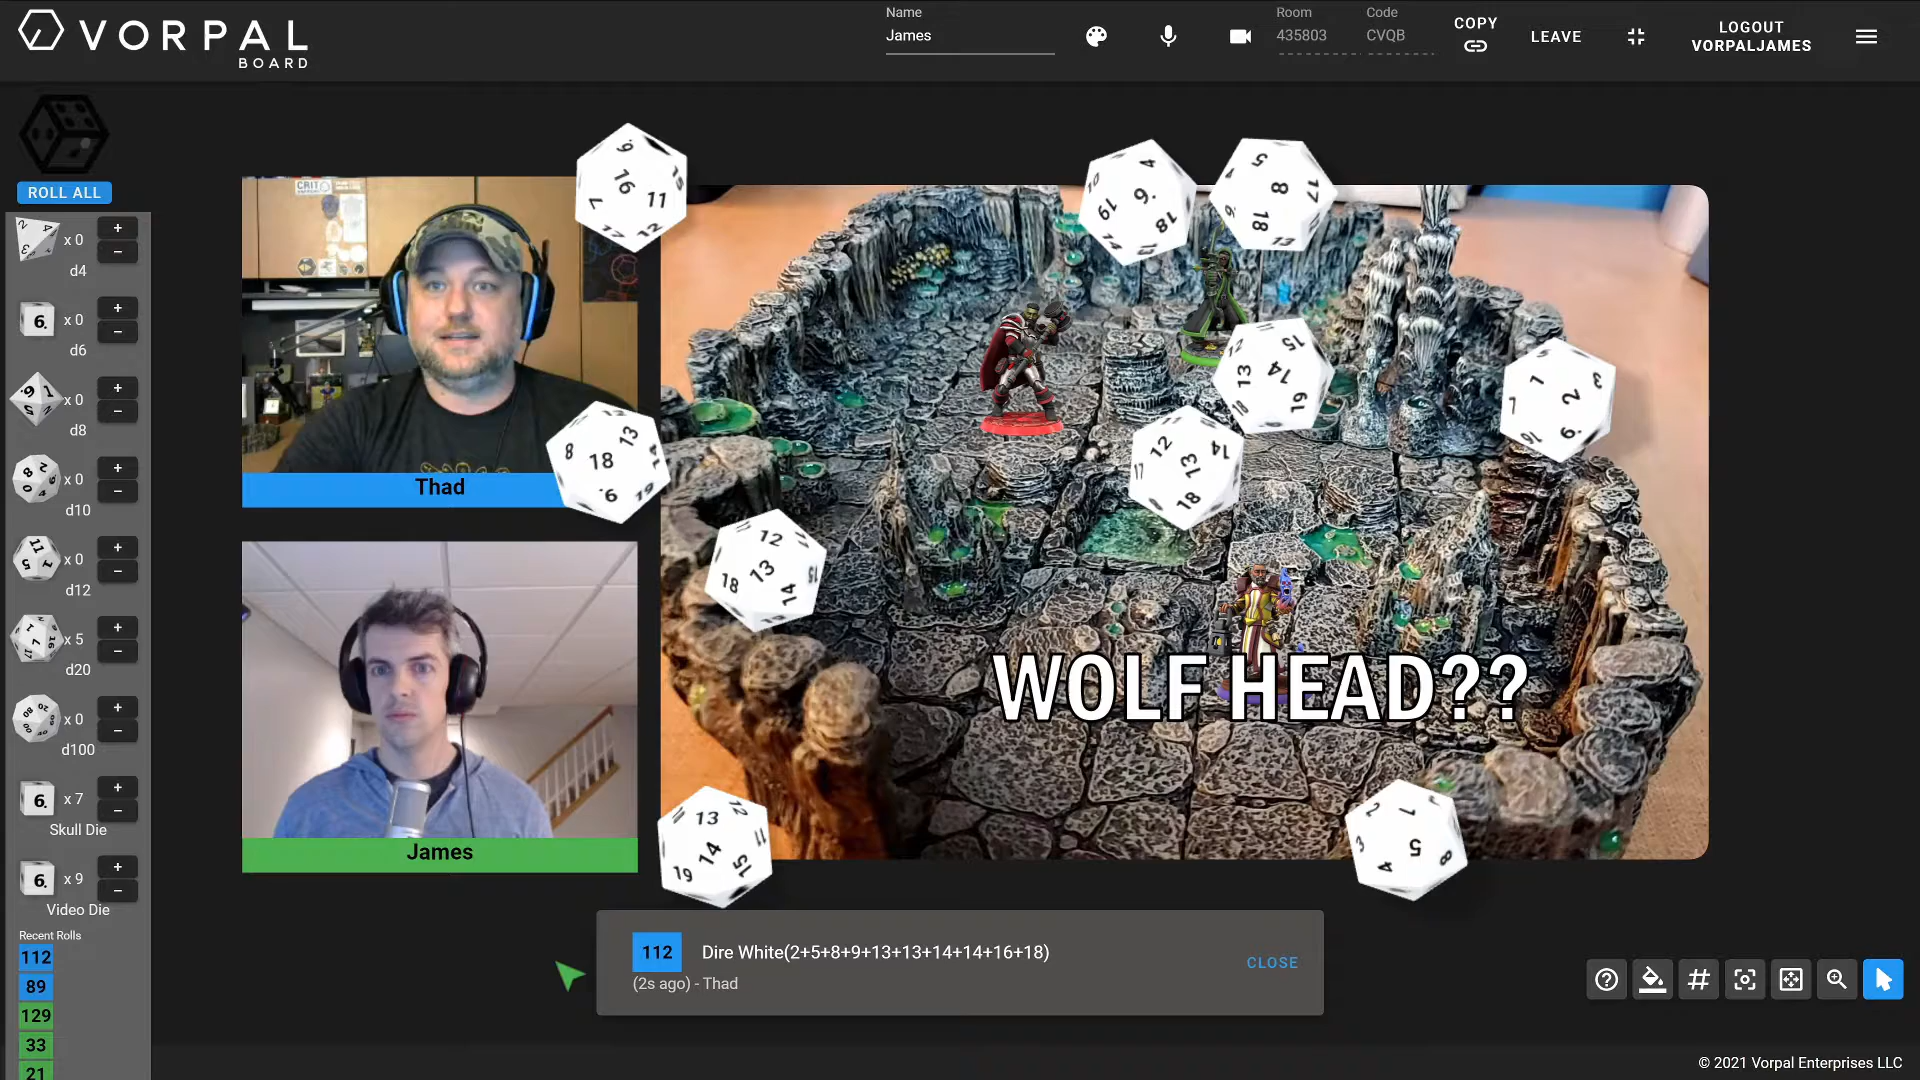 VORPAL
BOARD
Name
James
Room
435803
Code
CVQB
COPY
LEAVE
LOGOUT
VORPALJAMES
ROLL ALL
x 0
+
−
d4
x 0
+
−
d6
x 0
+
−
d8
x 0
+
−
d10
x 0
+
−
d12
x 5
+
−
d20
x 0
+
−
d100
x 7
+
−
Skull Die
x 9
+
−
Video Die
Recent Rolls
112
89
129
33
21
CRIT
Thad
James
WOLF HEAD??
112 Dire White(2+5+8+9+13+13+14+14+16+18)
(2s ago) - Thad
CLOSE
© 2021 Vorpal Enterprises LLC